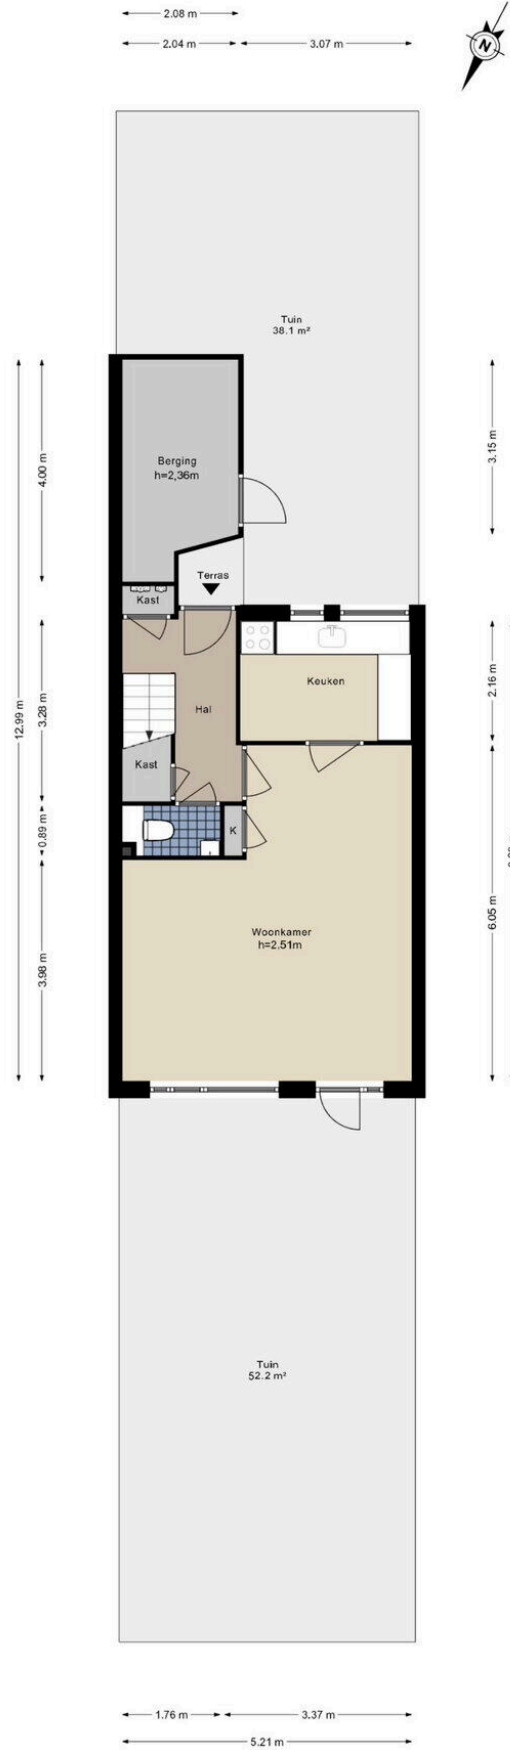 2.08 m
2.04 m
3.07 m
N
Tuin
38.1 m²
Berging
h=2,36m
4.00 m
3.15 m
Terras
Kast
Keuken
Hal
12.99 m
3.28 m
2.16 m
Kast
K
0.89 m
Woonkamer
h=2.51m
6.05 m
3.98 m
Tuin
52.2 m²
1.76 m
3.37 m
5.21 m